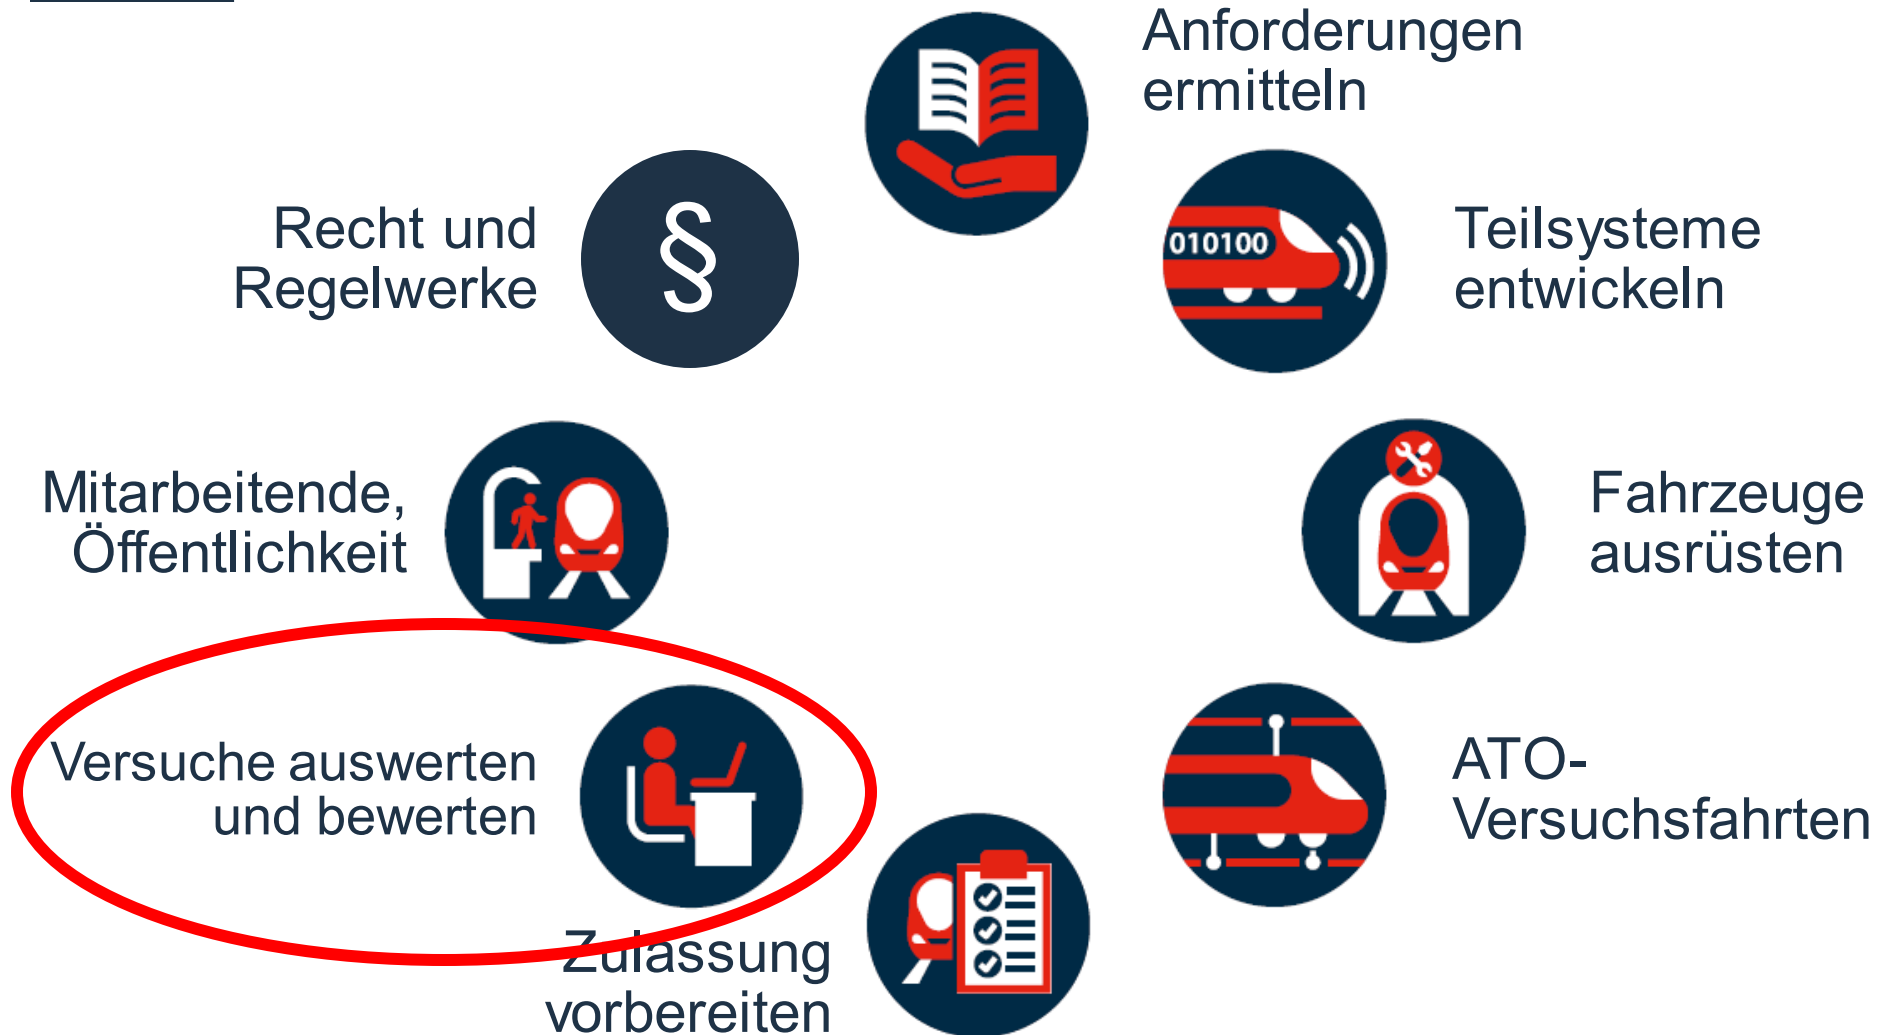 Anforderungen
ermitteln
Recht und
Regelwerke
§
010100
Teilsysteme
entwickeln
Mitarbeitende,
Öffentlichkeit
Fahrzeuge
ausrüsten
Versuche auswerten
und bewerten
ATO-
Versuchsfahrten
Zulassung
vorbereiten